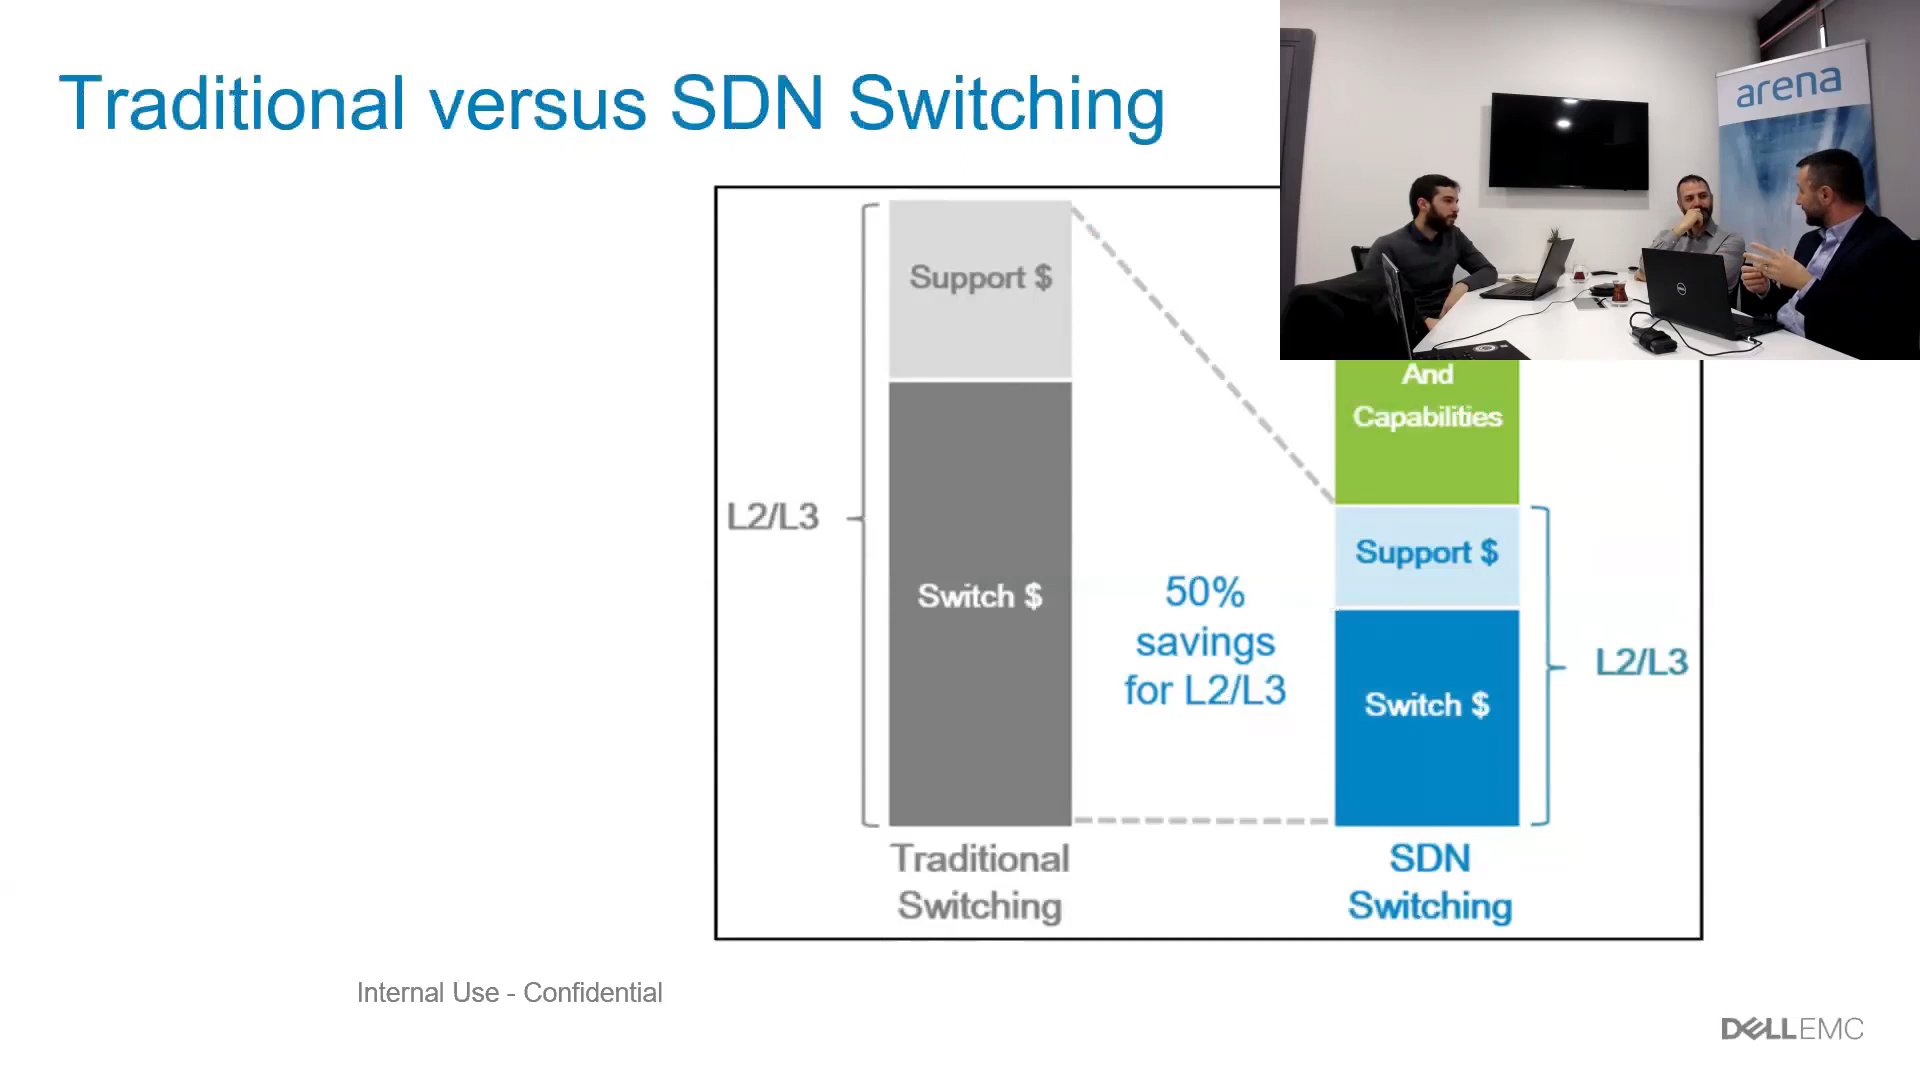 Traditional versus SDN Switching
arena
Support $
And
Capabilities
L2/L3
Support $
Switch $
50%
savings
for L2/L3
L2/L3
Switch $
Traditional
Switching
SDN
Switching
Internal Use - Confidential
DELLEMC